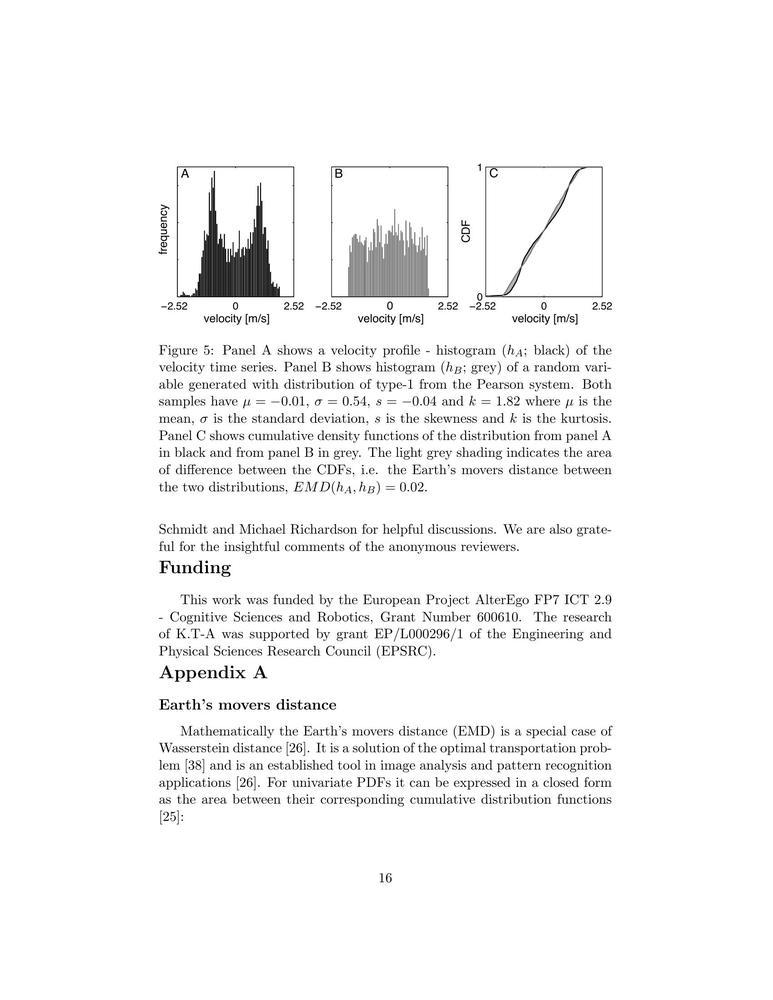 A
B
C
1
0
frequency
CDF
−2.52
0
2.52
−2.52
0
2.52
−2.52
0
2.52
velocity [m/s]
velocity [m/s]
velocity [m/s]
Figure 5: Panel A shows a velocity profile - histogram (hA; black) of the
velocity time series. Panel B shows histogram (hB; grey) of a random vari-
able generated with distribution of type-1 from the Pearson system. Both
samples have μ = −0.01, σ = 0.54, s = −0.04 and k = 1.82 where μ is the
mean, σ is the standard deviation, s is the skewness and k is the kurtosis.
Panel C shows cumulative density functions of the distribution from panel A
in black and from panel B in grey. The light grey shading indicates the area
of difference between the CDFs, i.e. the Earth's movers distance between
the two distributions, EMD(hA, hB) = 0.02.
Schmidt and Michael Richardson for helpful discussions. We are also grate-
ful for the insightful comments of the anonymous reviewers.
Funding
This work was funded by the European Project AlterEgo FP7 ICT 2.9
- Cognitive Sciences and Robotics, Grant Number 600610. The research
of K.T-A was supported by grant EP/L000296/1 of the Engineering and
Physical Sciences Research Council (EPSRC).
Appendix A
Earth's movers distance
Mathematically the Earth's movers distance (EMD) is a special case of
Wasserstein distance [26]. It is a solution of the optimal transportation prob-
lem [38] and is an established tool in image analysis and pattern recognition
applications [26]. For univariate PDFs it can be expressed in a closed form
as the area between their corresponding cumulative distribution functions
[25]:
16